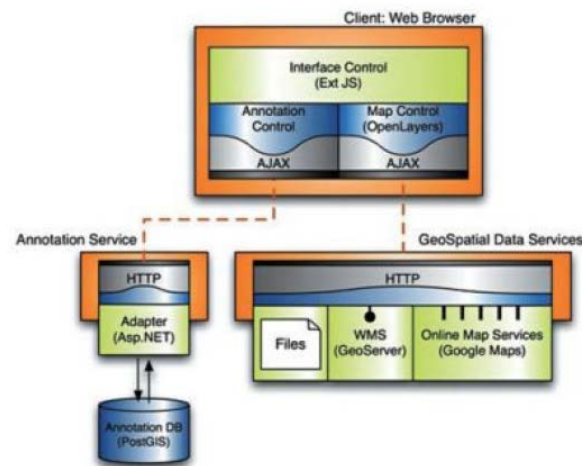 Client: Web Browser
Interface Control
(Ext JS)
Annotation
Control
Map Control
(OpenLayers)
AJAX
AJAX
Annotation Service
GeoSpatial Data Services
HTTP
HTTP
Adapter
(Asp.NET)
Files
WMS
(GeoServer)
Online Map Services
(Google Maps)
Annotation DB
(PostGIS)